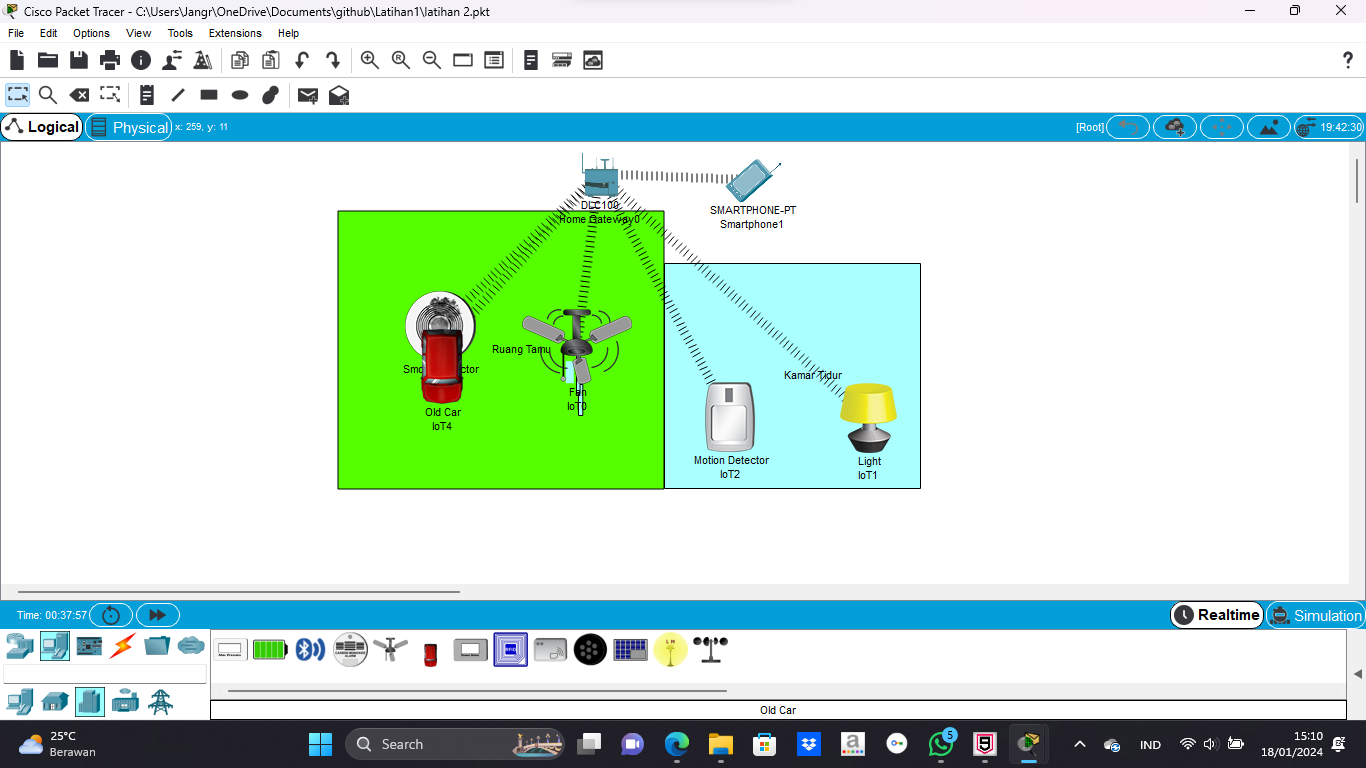 Cisco Packet Tracer - C:\Users\Jangr\OneDrive\Documents\github\Latihan1\latihan 2.pkt
File Edit Options View Tools Extensions Help
Logical Physical x: 259, y: 11 [Root] 19:42:30
DLC100
Home Gateway0
SMARTPHONE-PT
Smartphone1
Ruang Tamu
Old Car
IoT4
Fan
IoT0
Kamar Tidur
Motion Detector
IoT2
Light
IoT1
Time: 00:37:57 Realtime Simulation
RFID
Old Car
25°C
Berawan
Search
5
IND
15:10
18/01/2024